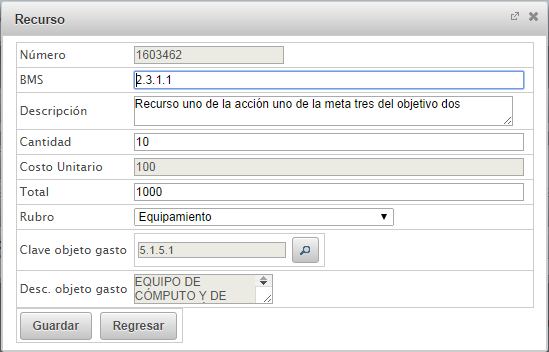 Recurso
Número 1603462
BMS 2.3.1.1
Descripción Recurso uno de la acción uno de la meta tres del objetivo dos
Cantidad 10
Costo Unitario 100
Total 1000
Rubro Equipamiento
Clave objeto gasto 5.1.5.1
Desc. objeto gasto EQUIPO DE
CÓMPUTO Y DE
Guardar Regresar